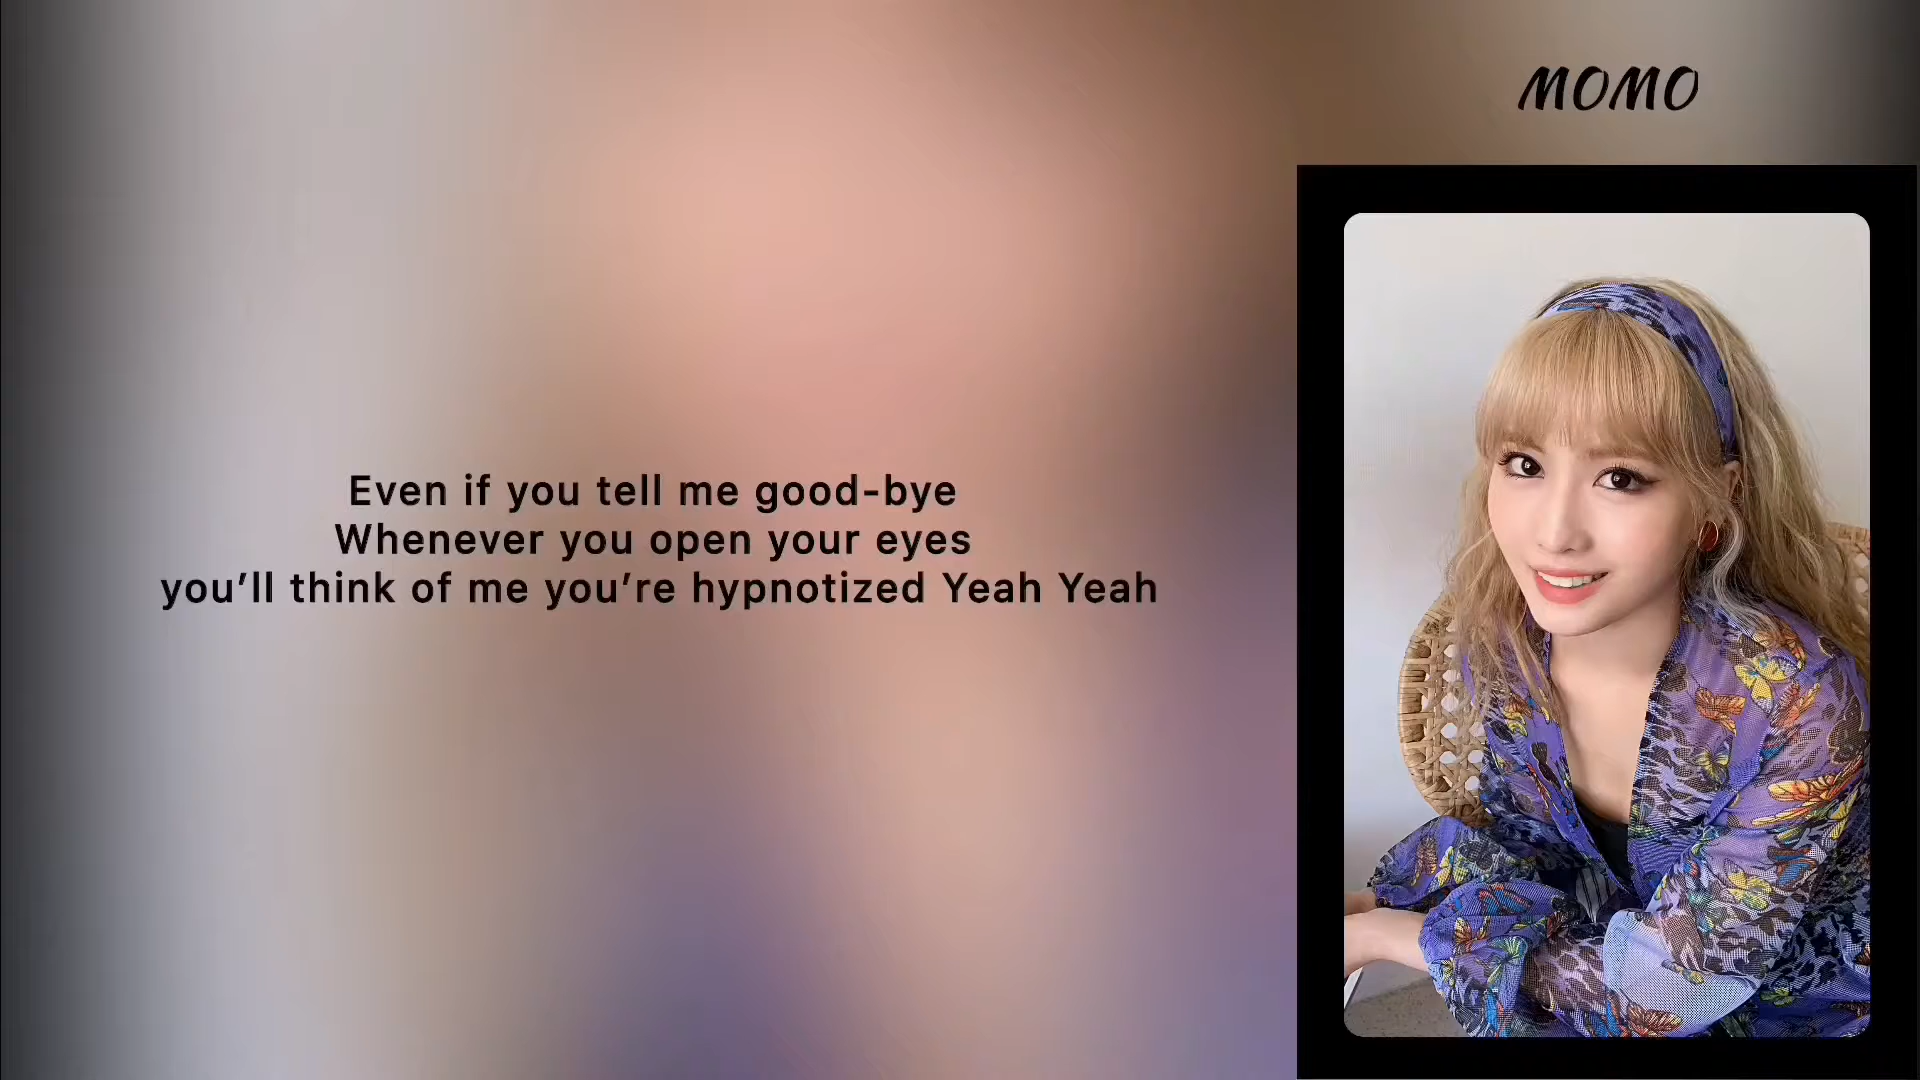 MOMO
Even if you tell me good-bye
Whenever you open your eyes
you’ll think of me you’re hypnotized Yeah Yeah